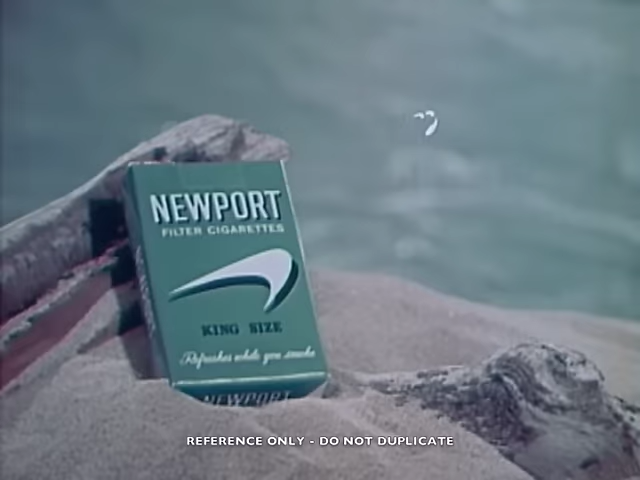 NEWPORT
FILTER CIGARETTES
KING SIZE
Refreshes while you smoke
NEWPORT
REFERENCE ONLY - DO NOT DUPLICATE